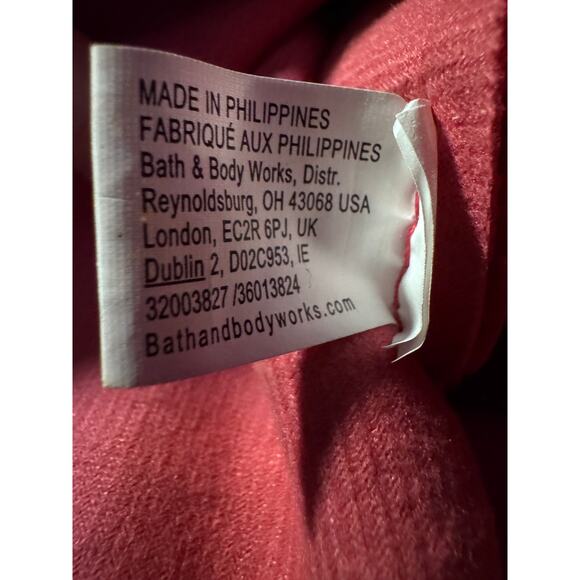 MADE IN PHILIPPINES
FABRIQUÉ AUX PHILIPPINES
Bath & Body Works, Distr.
Reynoldsburg, OH 43068 USA
London, EC2R 6PJ, UK
Dublin 2, D02C953, IE
32003827 /36013824
Bathandbodyworks.com